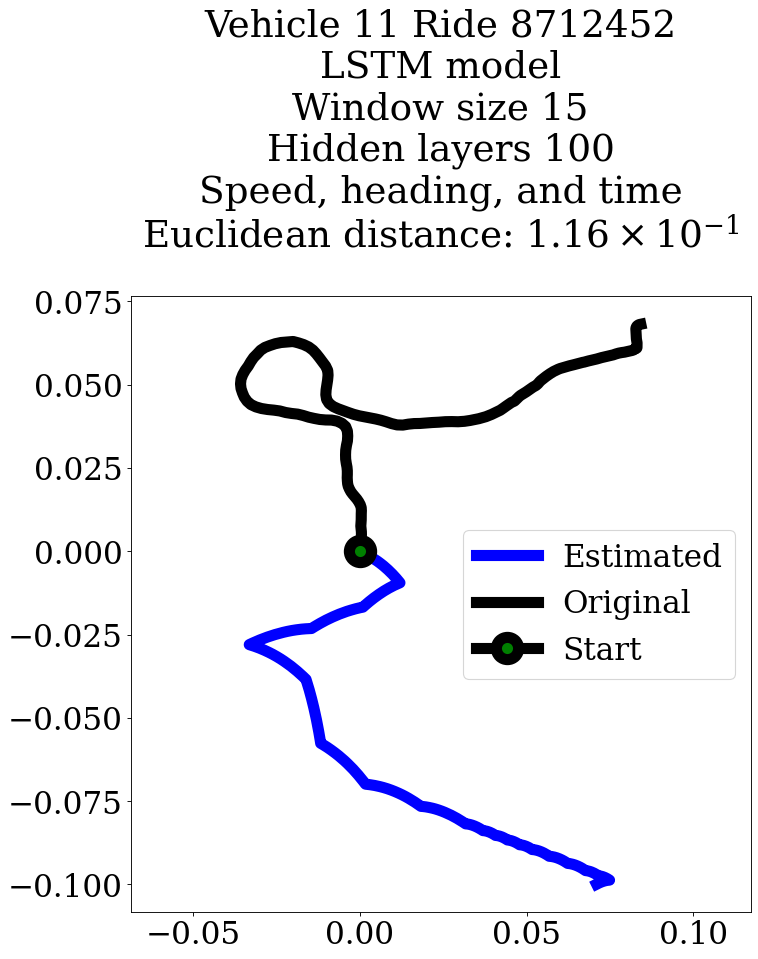 Vehicle 11 Ride 8712452
LSTM model
Window size 15
Hidden layers 100
Speed, heading, and time
Euclidean distance: 1.16 × 10⁻¹
0.075
0.050
0.025
0.000
−0.025
−0.050
−0.075
−0.100
Estimated
Original
Start
−0.05 0.00 0.05 0.10